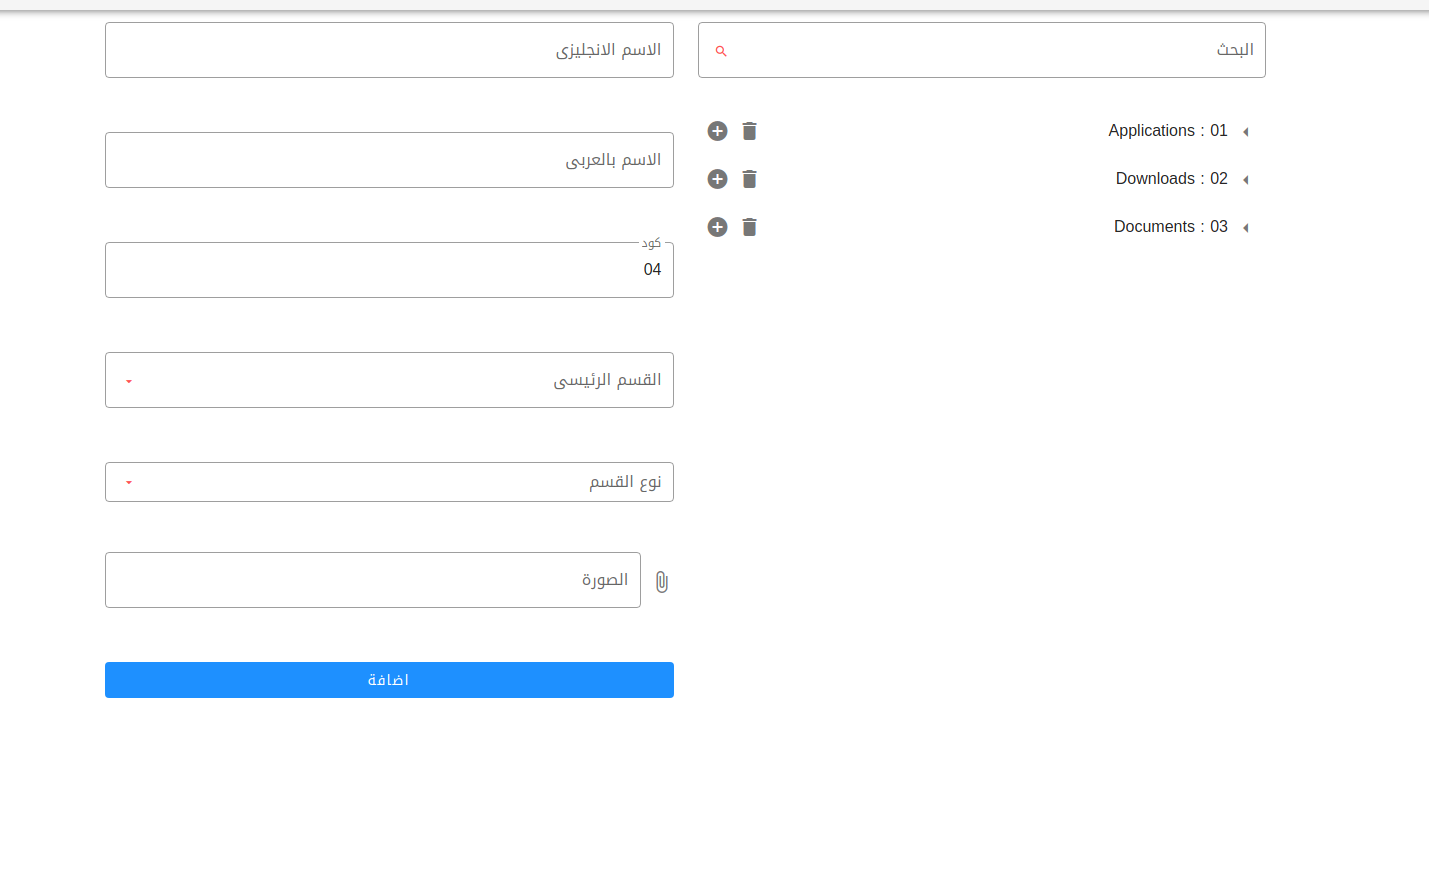 البحث
01 : Applications
02 : Downloads
03 : Documents
الاسم الانجليزى
الاسم بالعربى
كود
04
القسم الرئيسى
نوع القسم
الصورة
اضافة